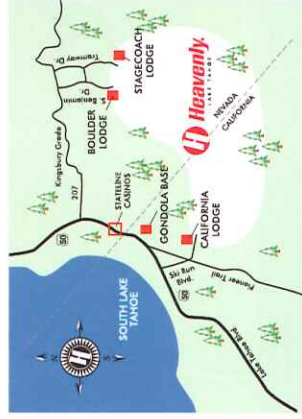 Kingsbury Grade
Tramway Dr.
S. Benjamin
207
BOULDER
LODGE
STAGECOACH
LODGE
Heavenly
LAKE TAHOE
NEVADA
CALIFORNIA
50
STATELINE
CASINOS
GONDOLA BASE
CALIFORNIA
LODGE
SOUTH LAKE
TAHOE
Ski Run
Blvd.
Pioneer Trail
50
Lake Tahoe Blvd
N
E
S
W
H